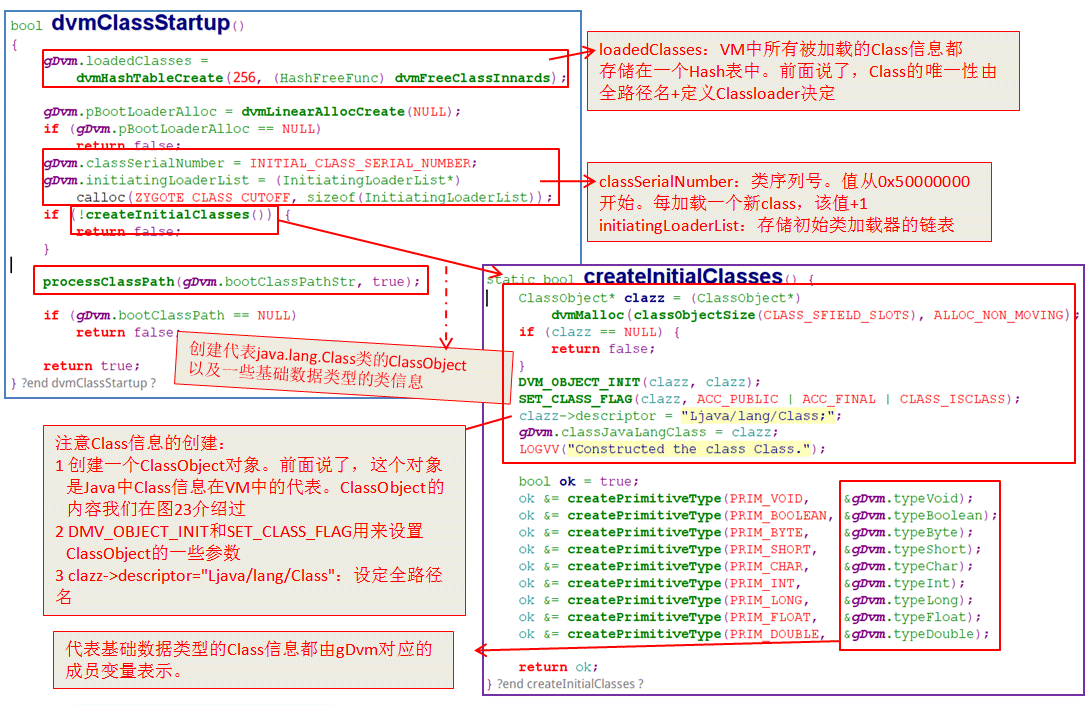 bool dvmClassStartup()
{
gDvm.loadedClasses =
dvmHashTableCreate(256, (HashFreeFunc) dvmFreeClassInnards);
gDvm.pBootLoaderAlloc = dvmLinearAllocCreate(NULL);
if (gDvm.pBootLoaderAlloc == NULL)
return false;
gDvm.classSerialNumber = INITIAL_CLASS_SERIAL_NUMBER;
gDvm.initiatingLoaderList = (InitiatingLoaderList*)
calloc(ZYGOTE_CLASS_CUTOFF, sizeof(InitiatingLoaderList));
if (!createInitialClasses()) {
return false;
}
processClassPath(gDvm.bootClassPathStr, true);
if (gDvm.bootClassPath == NULL)
return false;
return true;
} ?end dvmClassStartup ?
loadedClasses：VM中所有被加载的Class信息都
存储在一个Hash表中。前面说了，Class的唯一性由
全路径名+定义Classloader决定
classSerialNumber：类序列号。值从0x50000000
开始。每加载一个新class，该值+1
initiatingLoaderList：存储初始类加载器的链表
创建代表java.lang.Class类的ClassObject
以及一些基础数据类型的类信息
static bool createInitialClasses() {
ClassObject* clazz = (ClassObject*)
dvmMalloc(classObjectSize(CLASS_SFIELD_SLOTS), ALLOC_NON_MOVING);
if (clazz == NULL) {
return false;
}
DVM_OBJECT_INIT(clazz, clazz);
SET_CLASS_FLAG(clazz, ACC_PUBLIC | ACC_FINAL | CLASS_ISCLASS);
clazz->descriptor = "Ljava/lang/Class;";
gDvm.classJavaLangClass = clazz;
LOGVV("Constructed the class Class.");
bool ok = true;
ok &= createPrimitiveType(PRIM_VOID, &gDvm.typeVoid);
ok &= createPrimitiveType(PRIM_BOOLEAN, &gDvm.typeBoolean);
ok &= createPrimitiveType(PRIM_BYTE, &gDvm.typeByte);
ok &= createPrimitiveType(PRIM_SHORT, &gDvm.typeShort);
ok &= createPrimitiveType(PRIM_CHAR, &gDvm.typeChar);
ok &= createPrimitiveType(PRIM_INT, &gDvm.typeInt);
ok &= createPrimitiveType(PRIM_LONG, &gDvm.typeLong);
ok &= createPrimitiveType(PRIM_FLOAT, &gDvm.typeFloat);
ok &= createPrimitiveType(PRIM_DOUBLE, &gDvm.typeDouble);
return ok;
} ?end createInitialClasses ?
注意Class信息的创建：
1 创建一个ClassObject对象。前面说了，这个对象
是Java中Class信息在VM中的代表。ClassObject的
内容我们在图23介绍过
2 DMV_OBJECT_INIT和SET_CLASS_FLAG用来设置
ClassObject的一些参数
3 clazz->descriptor="Ljava/lang/Class"：设定全路径
名
代表基础数据类型的Class信息都由gDvm对应的
成员变量表示。